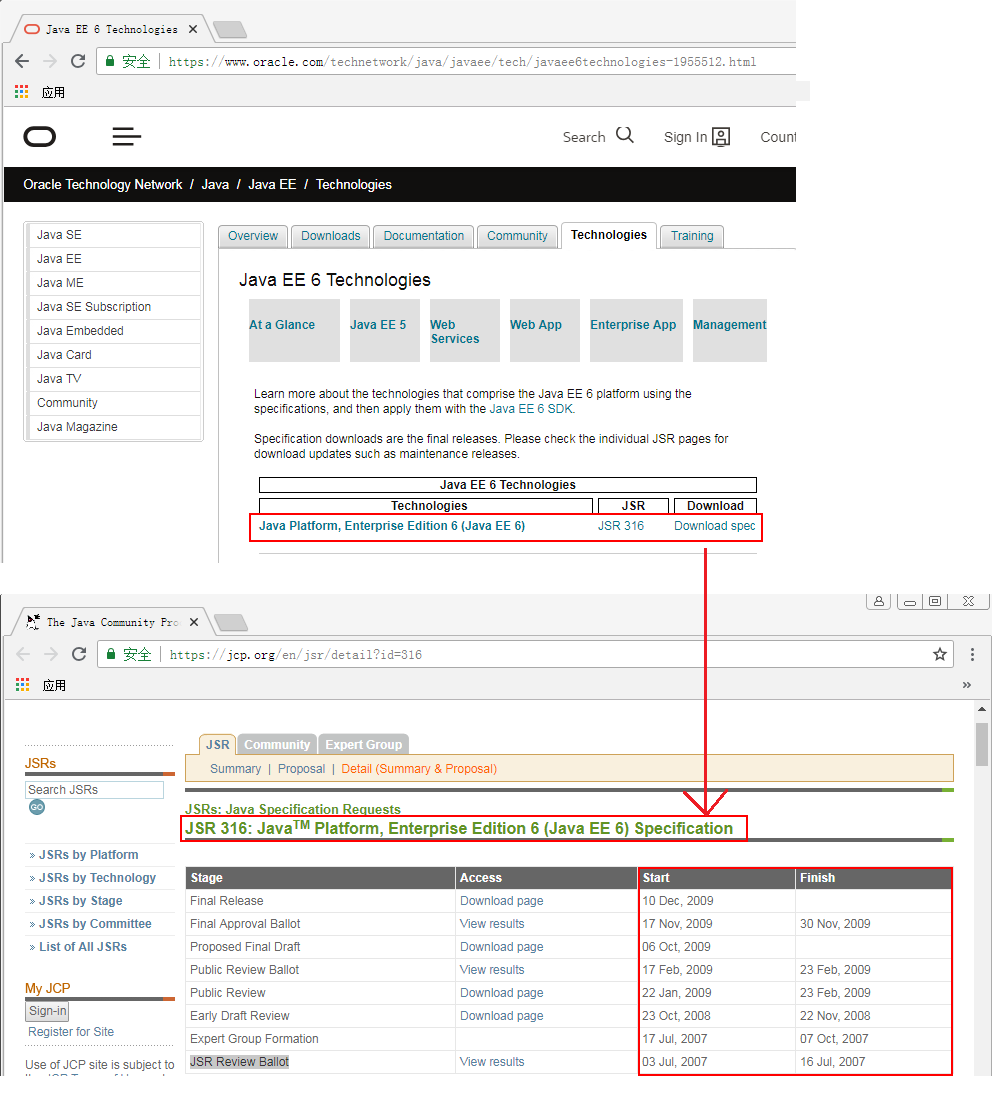 Java EE 6 Technologies
安全 https://www.oracle.com/technetwork/java/javaee/tech/javaee6technologies-1955512.html
应用
Search Sign In Count
Oracle Technology Network / Java / Java EE / Technologies
Java SE
Java EE
Java ME
Java SE Subscription
Java Embedded
Java Card
Java TV
Community
Java Magazine
Overview Downloads Documentation Community Technologies Training
Java EE 6 Technologies
At a Glance Java EE 5 Web Services Web App Enterprise App Management
Learn more about the technologies that comprise the Java EE 6 platform using the
specifications, and then apply them with the Java EE 6 SDK.
Specification downloads are the final releases. Please check the individual JSR pages for
download updates such as maintenance releases.
Java EE 6 Technologies
Technologies JSR Download
Java Platform, Enterprise Edition 6 (Java EE 6) JSR 316 Download spec
The Java Community Pro
安全 https://jcp.org/en/jsr/detail?id=316
应用 »
JSRs
Search JSRs
GO
» JSRs by Platform
» JSRs by Technology
» JSRs by Stage
» JSRs by Committee
» List of All JSRs
My JCP
Sign-in
Register for Site
Use of JCP site is subject to
JSR Community Expert Group
Summary | Proposal | Detail (Summary & Proposal)
JSRs: Java Specification Requests
JSR 316: Java™ Platform, Enterprise Edition 6 (Java EE 6) Specification
Stage Access Start Finish
Final Release Download page 10 Dec, 2009
Final Approval Ballot View results 17 Nov, 2009 30 Nov, 2009
Proposed Final Draft Download page 06 Oct, 2009
Public Review Ballot View results 17 Feb, 2009 23 Feb, 2009
Public Review Download page 22 Jan, 2009 23 Feb, 2009
Early Draft Review Download page 23 Oct, 2008 22 Nov, 2008
Expert Group Formation 17 Jul, 2007 07 Oct, 2007
JSR Review Ballot View results 03 Jul, 2007 16 Jul, 2007